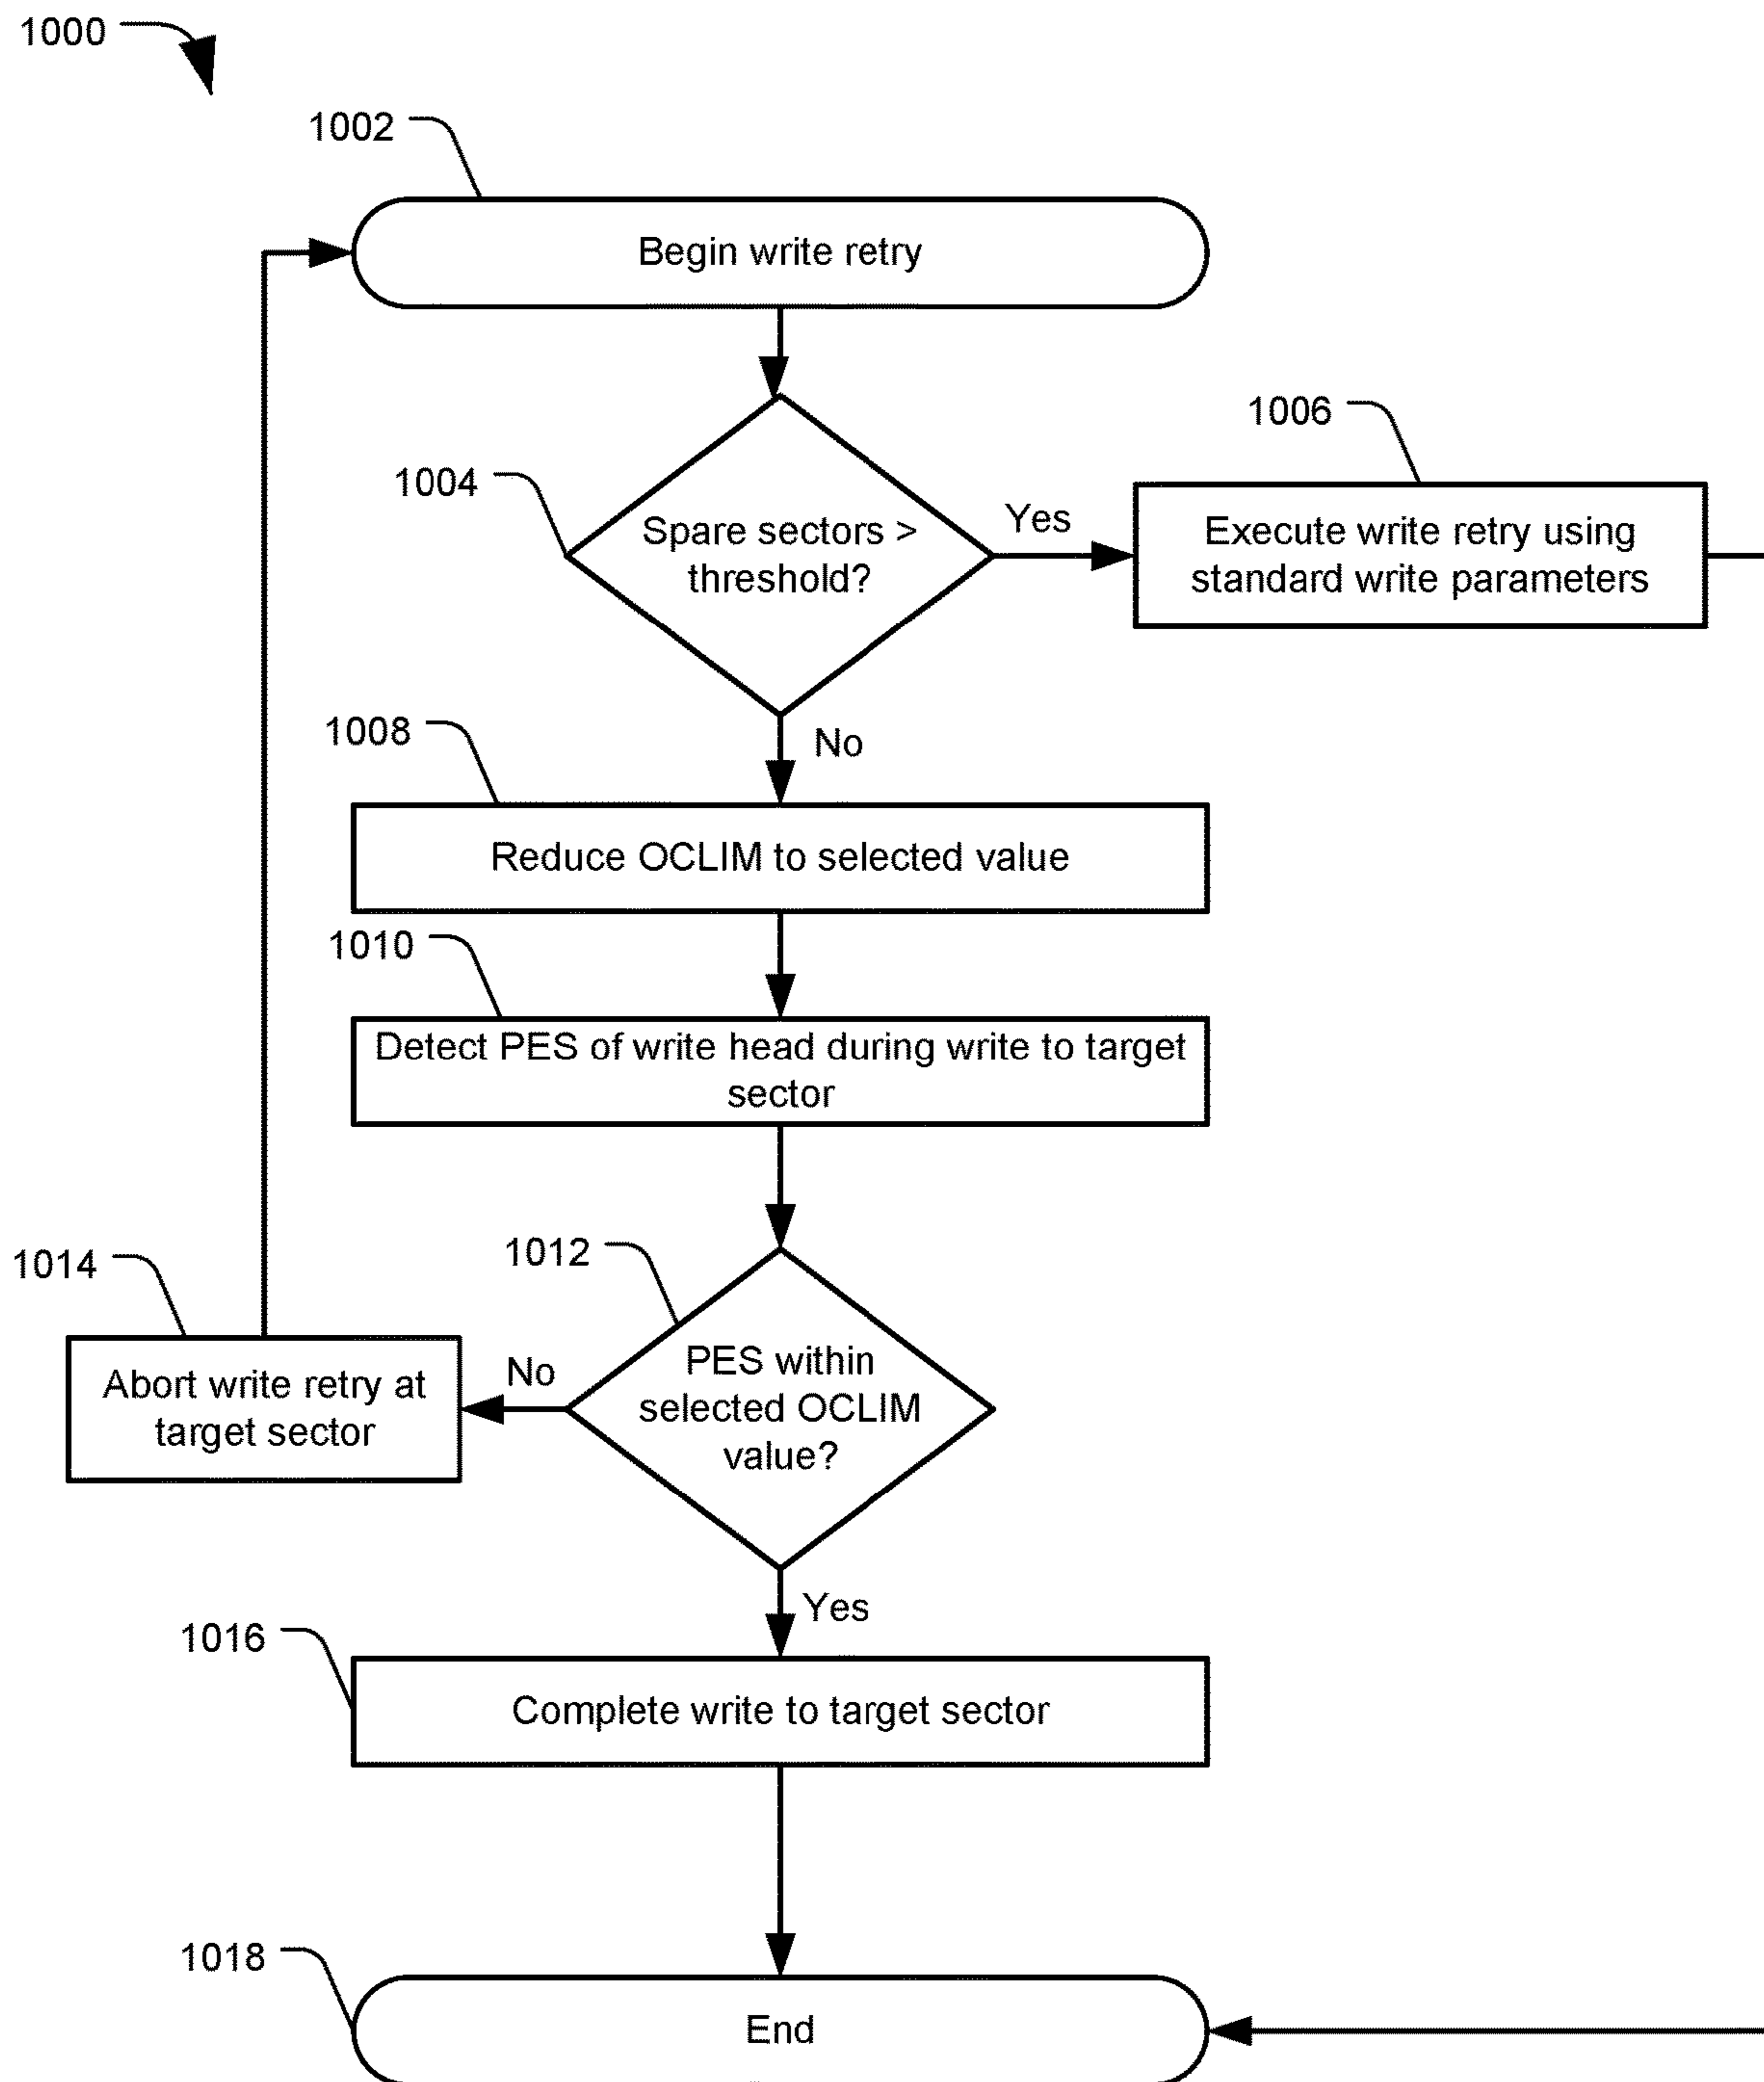 1000
1002
Begin write retry
1006
1004
Yes
Spare sectors >
threshold?
Execute write retry using
standard write parameters
1008
No
Reduce OCLIM to selected value
1010
Detect PES of write head during write to target
sector
1012
1014
No
PES within
selected OCLIM
value?
Abort write retry at
target sector
Yes
1016
Complete write to target sector
1018
End